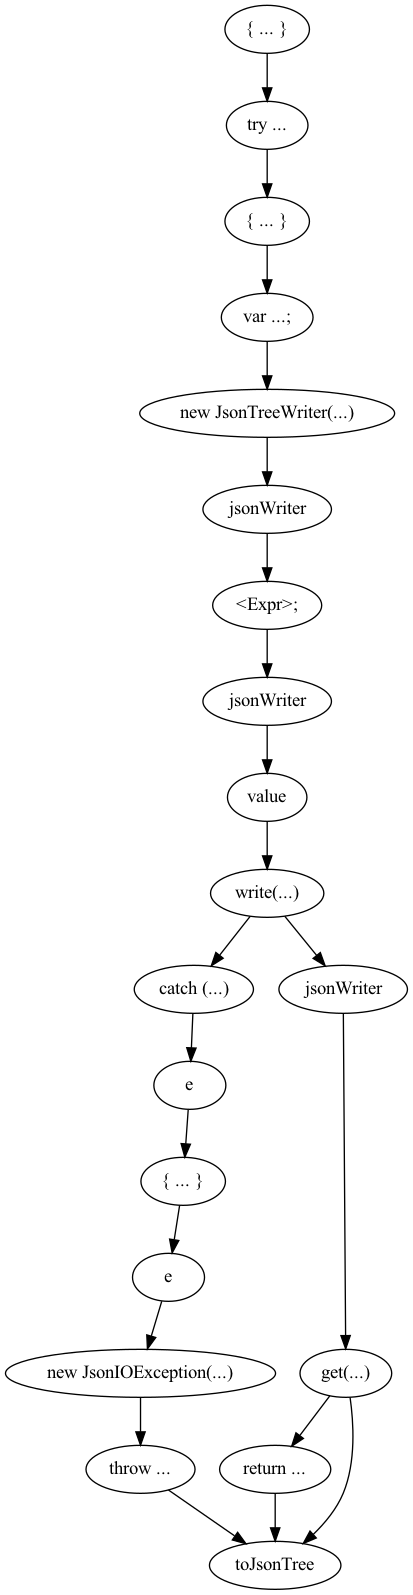 { ... }
try ...
{ ... }
var ...;
new JsonTreeWriter(...)
jsonWriter
<Expr>;
jsonWriter
value
write(...)
catch (...)
jsonWriter
e
{ ... }
e
new JsonIOException(...)
get(...)
throw ...
return ...
toJsonTree